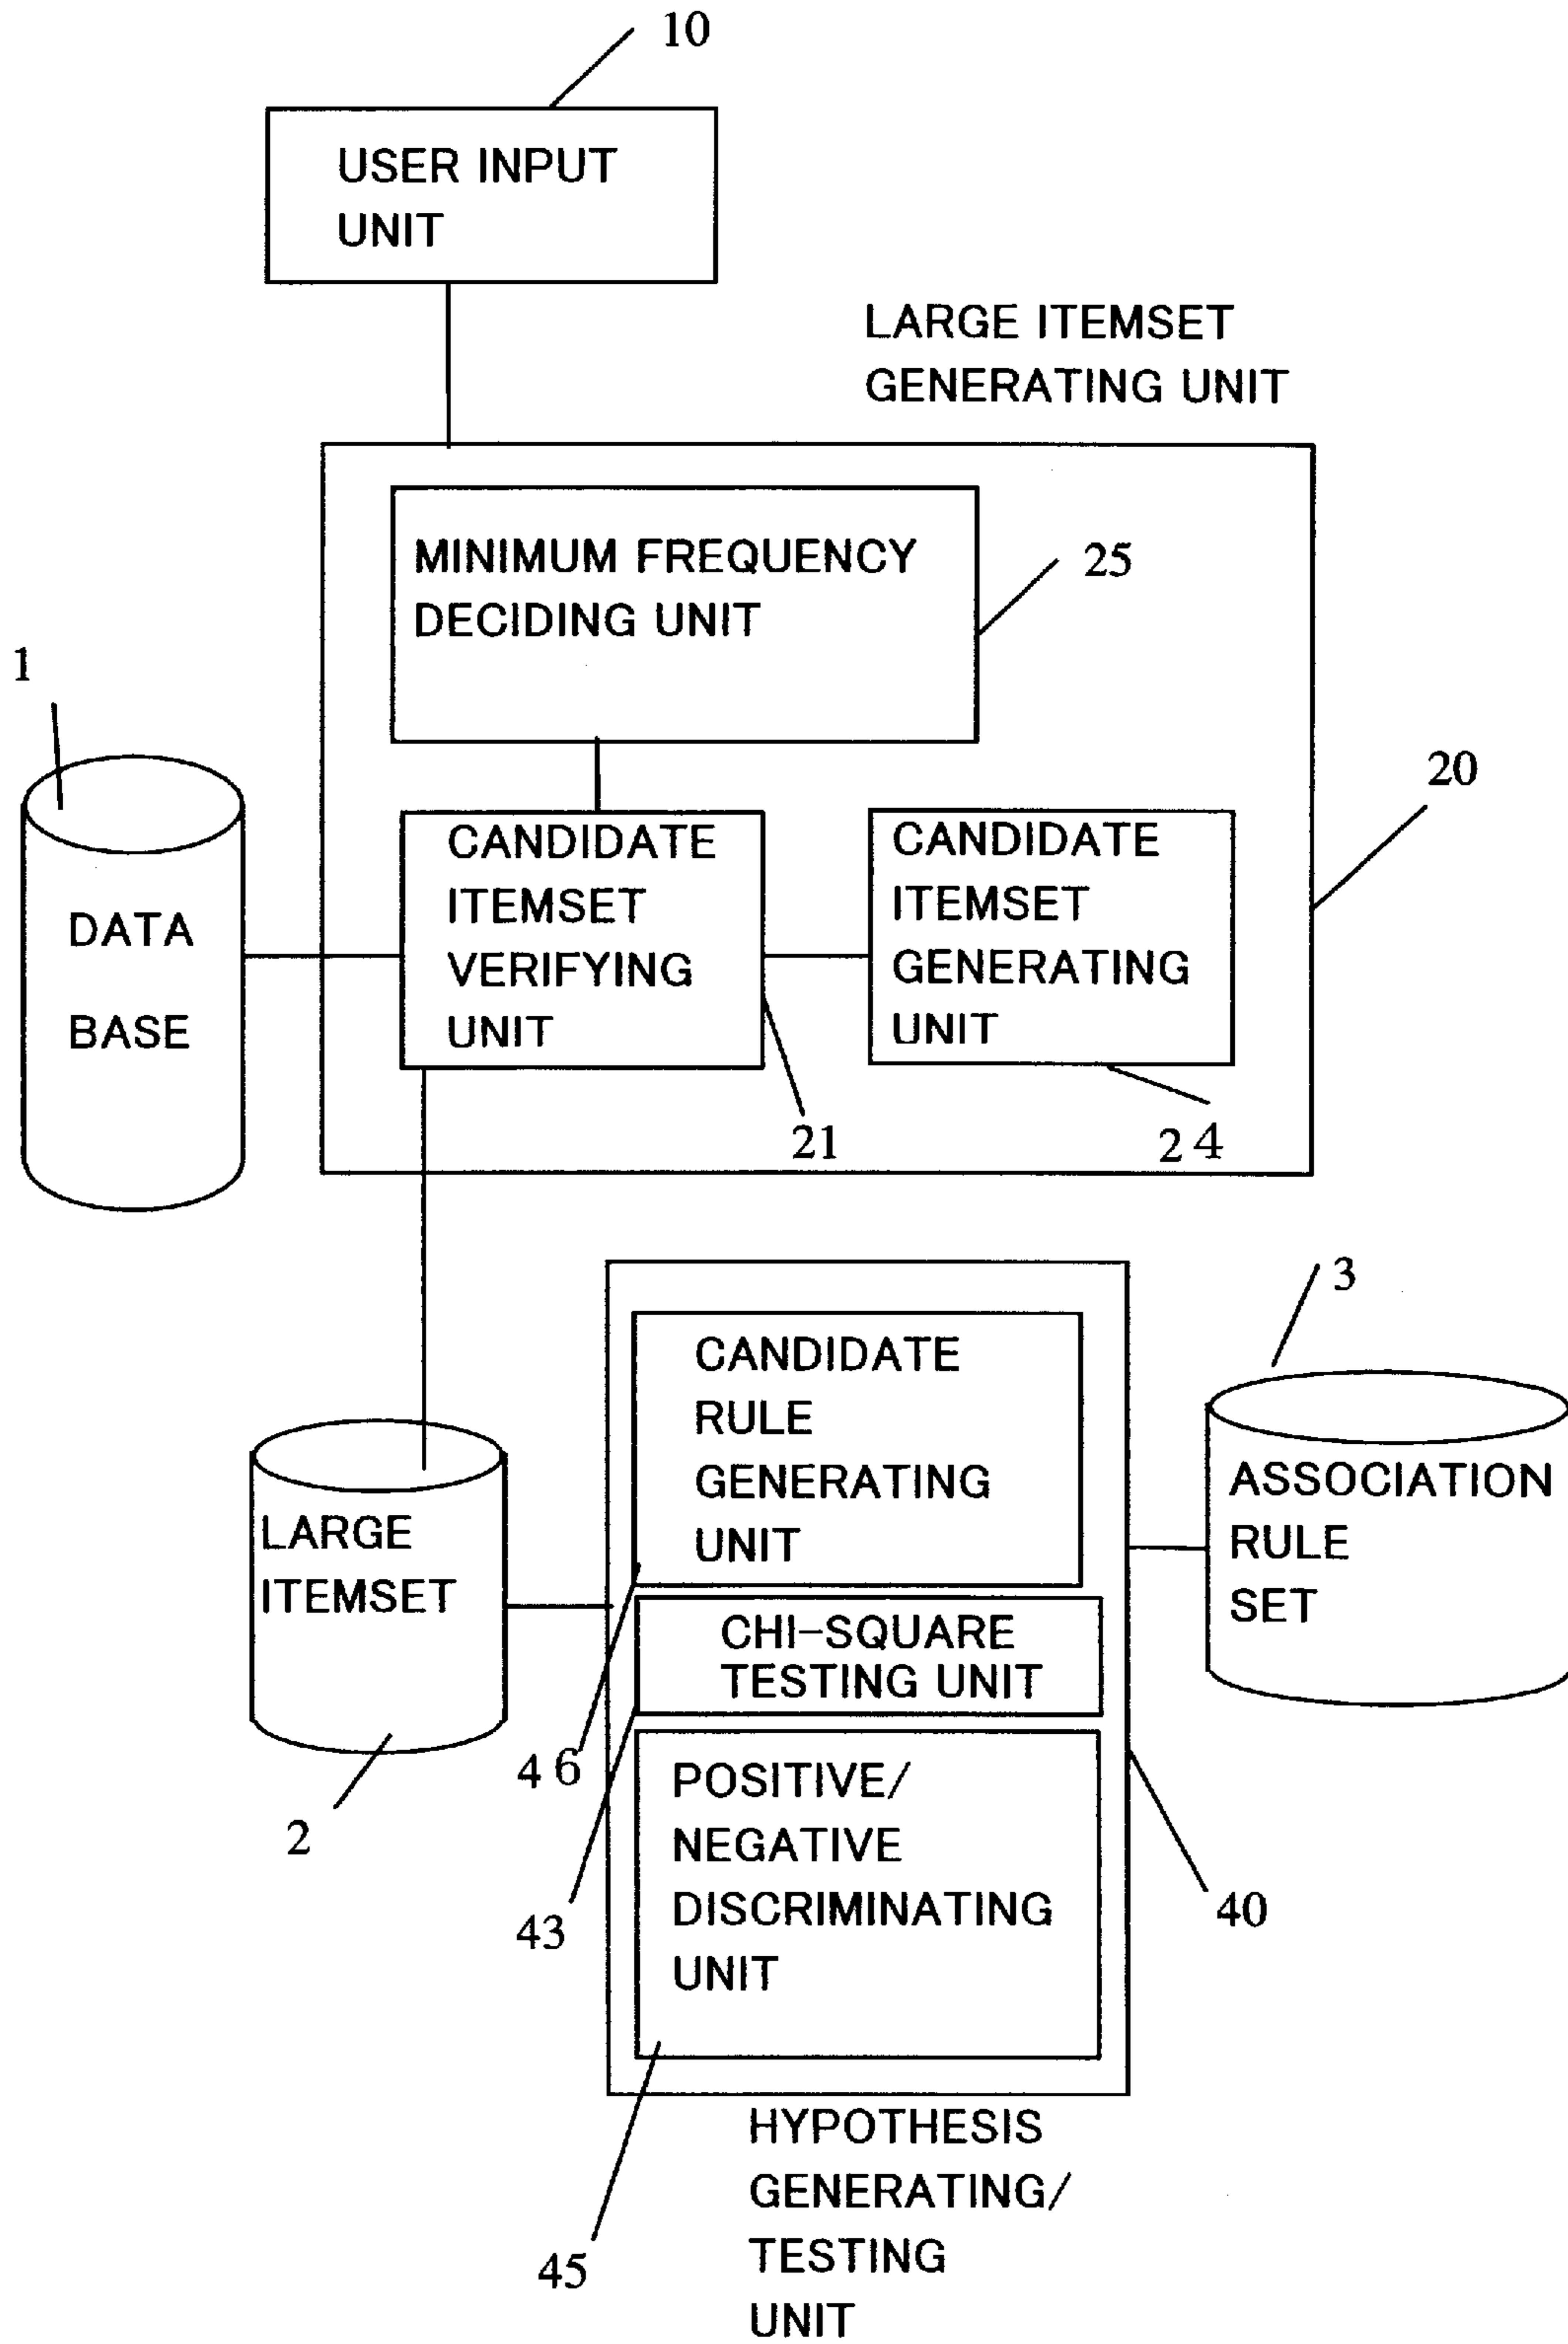 10
USER INPUT
UNIT
LARGE ITEMSET
GENERATING UNIT
MINIMUM FREQUENCY
DECIDING UNIT
25
1
20
DATA
BASE
CANDIDATE
ITEMSET
VERIFYING
UNIT
CANDIDATE
ITEMSET
GENERATING
UNIT
21
24
3
CANDIDATE
RULE
GENERATING
UNIT
LARGE
ITEMSET
ASSOCIATION
RULE
SET
CHI-SQUARE
TESTING UNIT
46
2
43
POSITIVE/
NEGATIVE
DISCRIMINATING
UNIT
40
45
HYPOTHESIS
GENERATING/
TESTING
UNIT